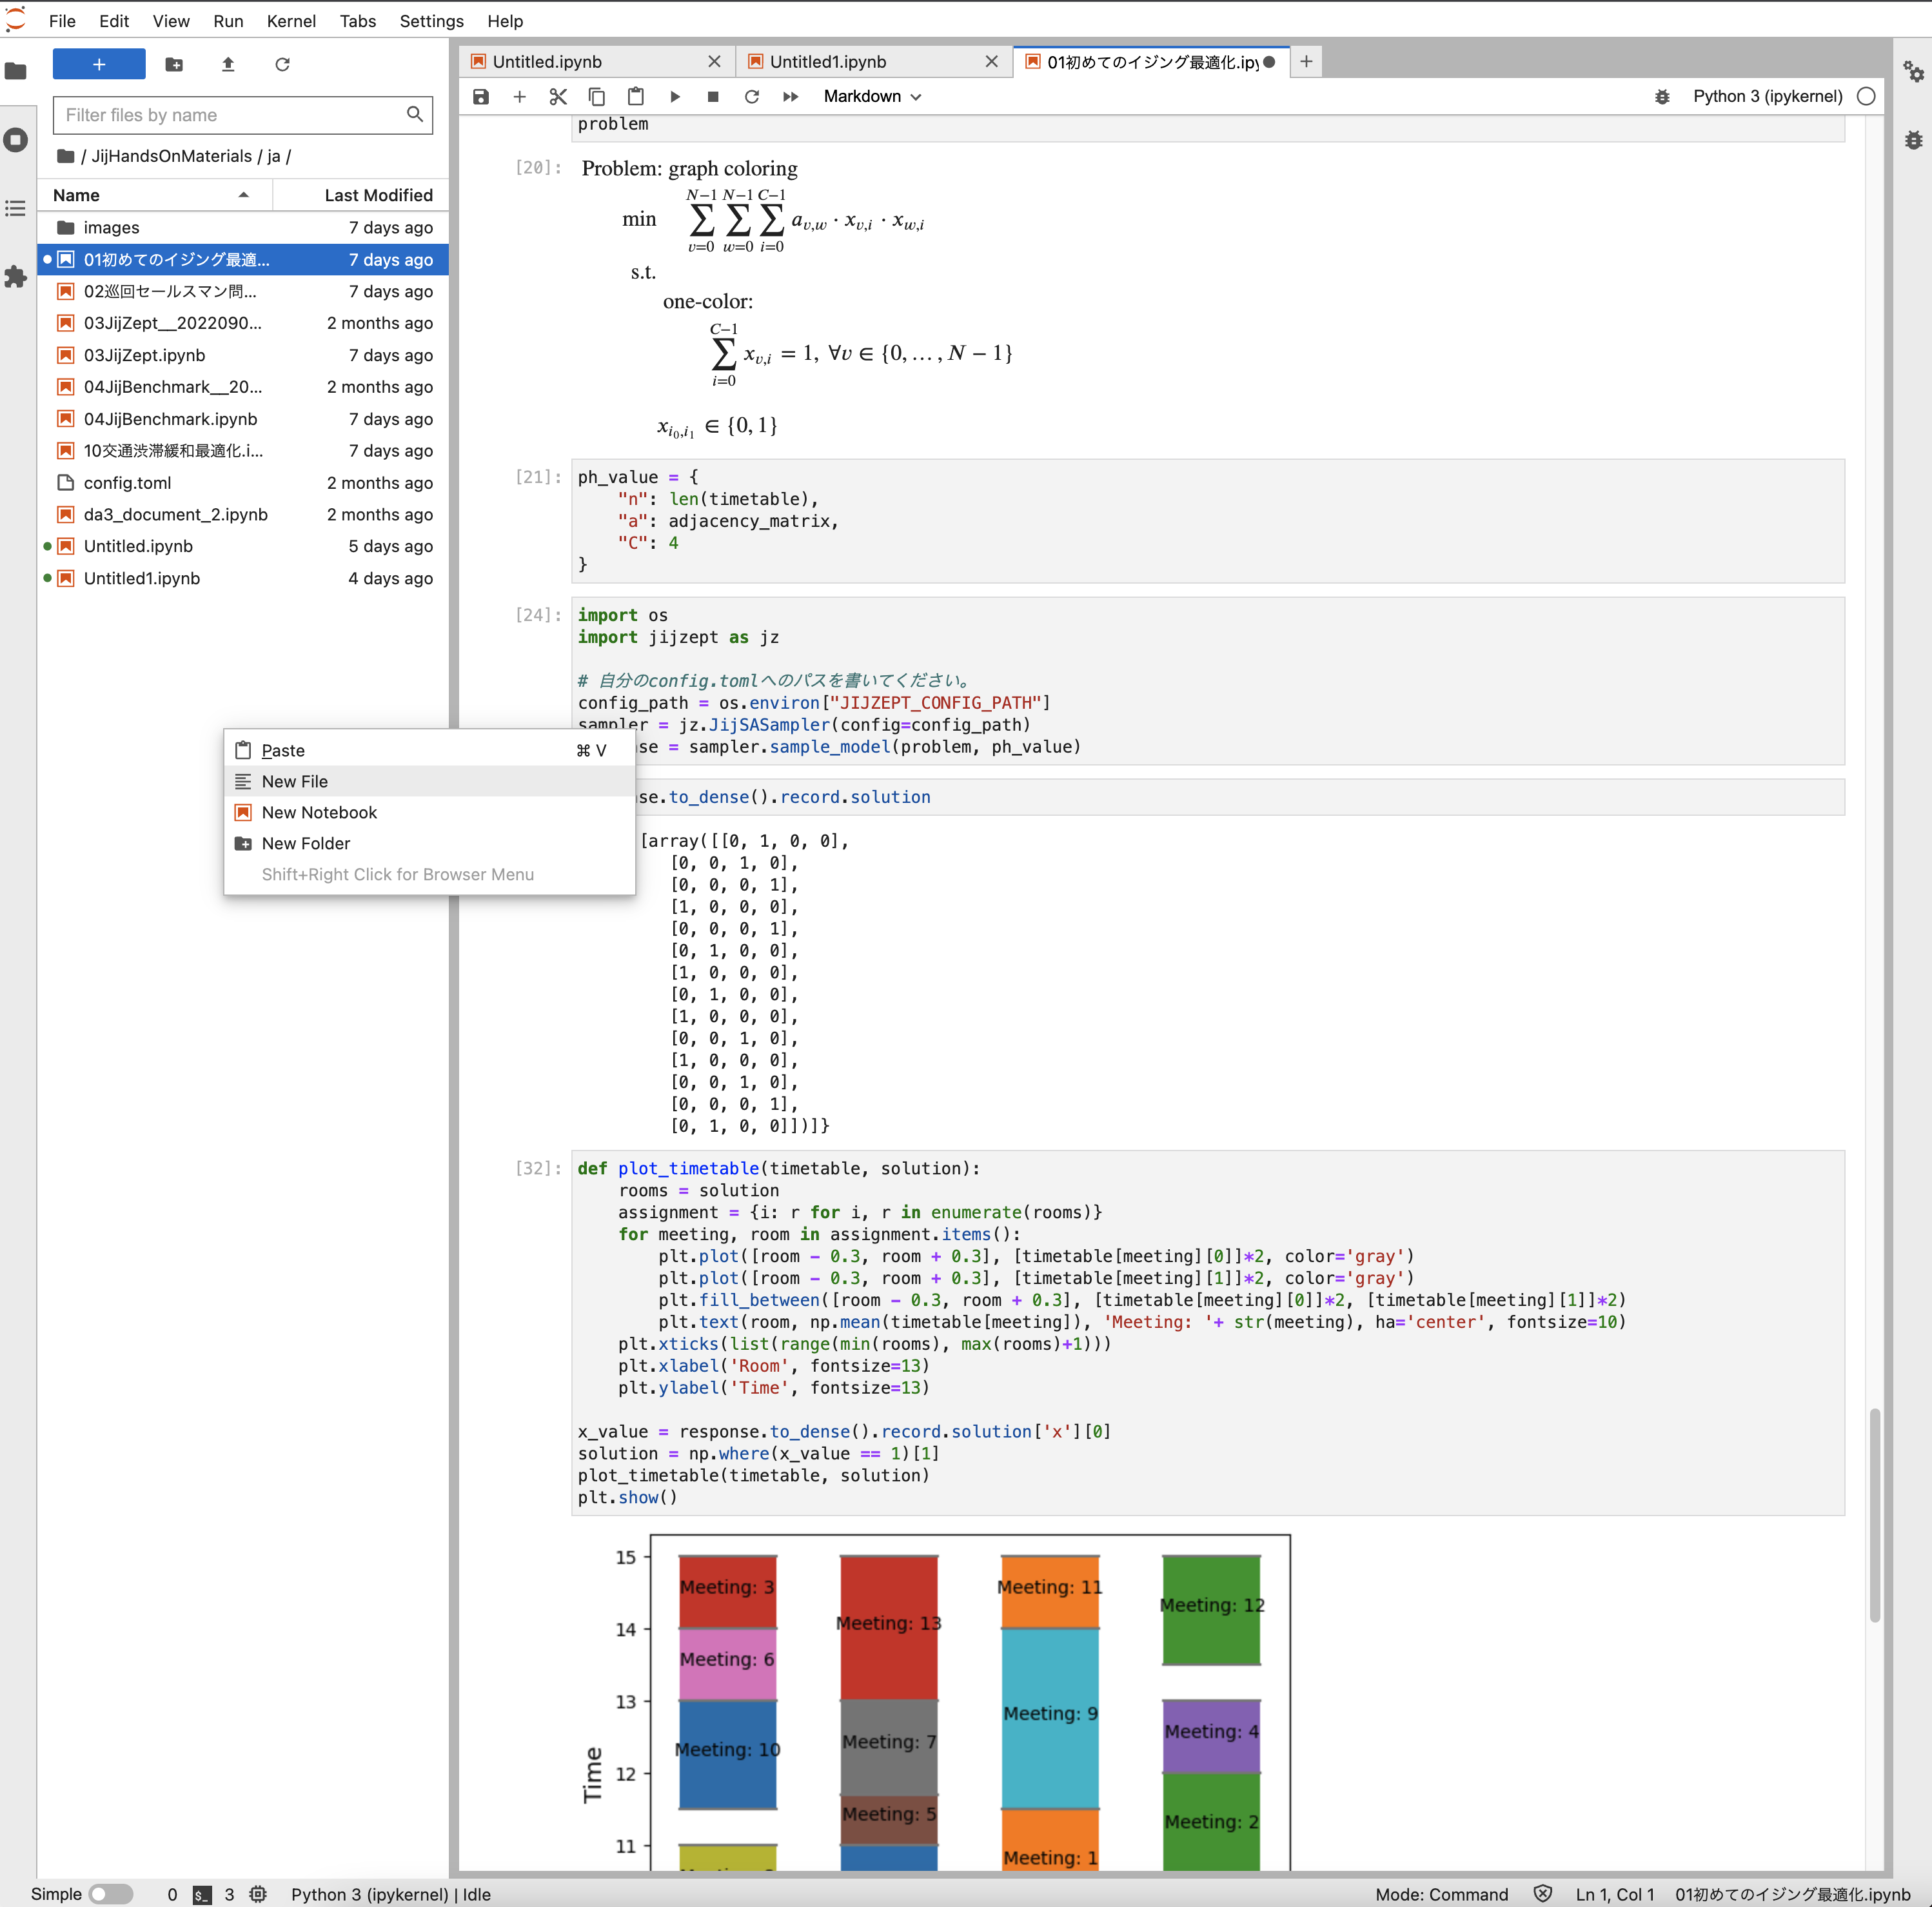 File Edit View Run Kernel Tabs Settings Help
+
Filter files by name
/ JijHandsOnMaterials / ja /
Name Last Modified
images 7 days ago
01初めてのイジング最適... 7 days ago
02巡回セールスマン問... 7 days ago
03JijZept__2022090... 2 months ago
03JijZept.ipynb 7 days ago
04JijBenchmark__20... 2 months ago
04JijBenchmark.ipynb 7 days ago
10交通渋滞緩和最適化.i... 7 days ago
config.toml 2 months ago
da3_document_2.ipynb 2 months ago
Untitled.ipynb 5 days ago
Untitled1.ipynb 4 days ago
Paste ⌘ V
New File
New Notebook
New Folder
Shift+Right Click for Browser Menu
Untitled.ipynb Untitled1.ipynb 01初めてのイジング最適化.ipy
Markdown Python 3 (ipykernel)
problem
[20]: Problem: graph coloring
N−1 N−1 C−1
min ∑ ∑ ∑ a_{v,w} · x_{v,i} · x_{w,i}
v=0 w=0 i=0
s.t.
one-color:
C−1
∑ x_{v,i} = 1, ∀v ∈ {0, … , N − 1}
i=0
x_{i_0,i_1} ∈ {0, 1}
[21]: ph_value = {
"n": len(timetable),
"a": adjacency_matrix,
"C": 4
}
[24]: import os
import jijzept as jz
# 自分のconfig.tomlへのパスを書いてください。
config_path = os.environ["JIJZEPT_CONFIG_PATH"]
sampler = jz.JijSASampler(config=config_path)
se = sampler.sample_model(problem, ph_value)
se.to_dense().record.solution
[array([[0, 1, 0, 0],
[0, 0, 1, 0],
[0, 0, 0, 1],
[1, 0, 0, 0],
[0, 0, 0, 1],
[0, 1, 0, 0],
[1, 0, 0, 0],
[0, 1, 0, 0],
[1, 0, 0, 0],
[0, 0, 1, 0],
[1, 0, 0, 0],
[0, 0, 1, 0],
[0, 0, 0, 1],
[0, 1, 0, 0]])]}
[32]: def plot_timetable(timetable, solution):
rooms = solution
assignment = {i: r for i, r in enumerate(rooms)}
for meeting, room in assignment.items():
plt.plot([room - 0.3, room + 0.3], [timetable[meeting][0]]*2, color='gray')
plt.plot([room - 0.3, room + 0.3], [timetable[meeting][1]]*2, color='gray')
plt.fill_between([room - 0.3, room + 0.3], [timetable[meeting][0]]*2, [timetable[meeting][1]]*2)
plt.text(room, np.mean(timetable[meeting]), 'Meeting: '+ str(meeting), ha='center', fontsize=10)
plt.xticks(list(range(min(rooms), max(rooms)+1)))
plt.xlabel('Room', fontsize=13)
plt.ylabel('Time', fontsize=13)
x_value = response.to_dense().record.solution['x'][0]
solution = np.where(x_value == 1)[1]
plot_timetable(timetable, solution)
plt.show()
15
Meeting: 3 Meeting: 11
Meeting: 12
14 Meeting: 13
Meeting: 6
13
Meeting: 9
Meeting: 4
Meeting: 7
Meeting: 10
12
Time
Meeting: 5
Meeting: 2
11
Meeting: 1
Simple 0 $_ 3 Python 3 (ipykernel) | Idle Mode: Command Ln 1, Col 1 01初めてのイジング最適化.ipynb